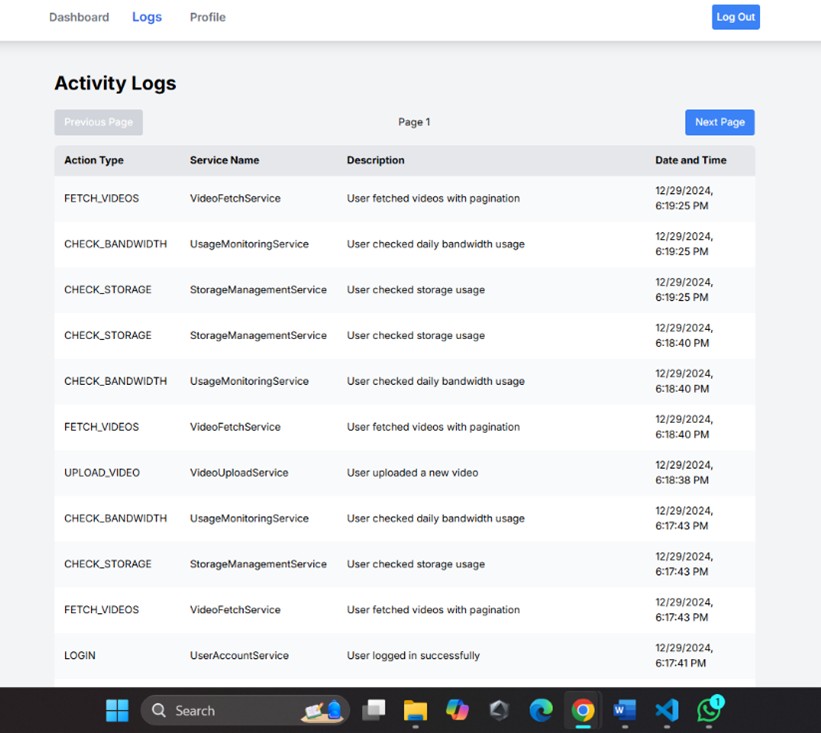 Dashboard Logs Profile Log Out
Activity Logs
Previous Page Page 1 Next Page
Action Type Service Name Description Date and Time
FETCH_VIDEOS VideoFetchService User fetched videos with pagination 12/29/2024,
6:19:25 PM
CHECK_BANDWIDTH UsageMonitoringService User checked daily bandwidth usage 12/29/2024,
6:19:25 PM
CHECK_STORAGE StorageManagementService User checked storage usage 12/29/2024,
6:19:25 PM
CHECK_STORAGE StorageManagementService User checked storage usage 12/29/2024,
6:18:40 PM
CHECK_BANDWIDTH UsageMonitoringService User checked daily bandwidth usage 12/29/2024,
6:18:40 PM
FETCH_VIDEOS VideoFetchService User fetched videos with pagination 12/29/2024,
6:18:40 PM
UPLOAD_VIDEO VideoUploadService User uploaded a new video 12/29/2024,
6:18:38 PM
CHECK_BANDWIDTH UsageMonitoringService User checked daily bandwidth usage 12/29/2024,
6:17:43 PM
CHECK_STORAGE StorageManagementService User checked storage usage 12/29/2024,
6:17:43 PM
FETCH_VIDEOS VideoFetchService User fetched videos with pagination 12/29/2024,
6:17:43 PM
LOGIN UserAccountService User logged in successfully 12/29/2024,
6:17:41 PM
Search W 1